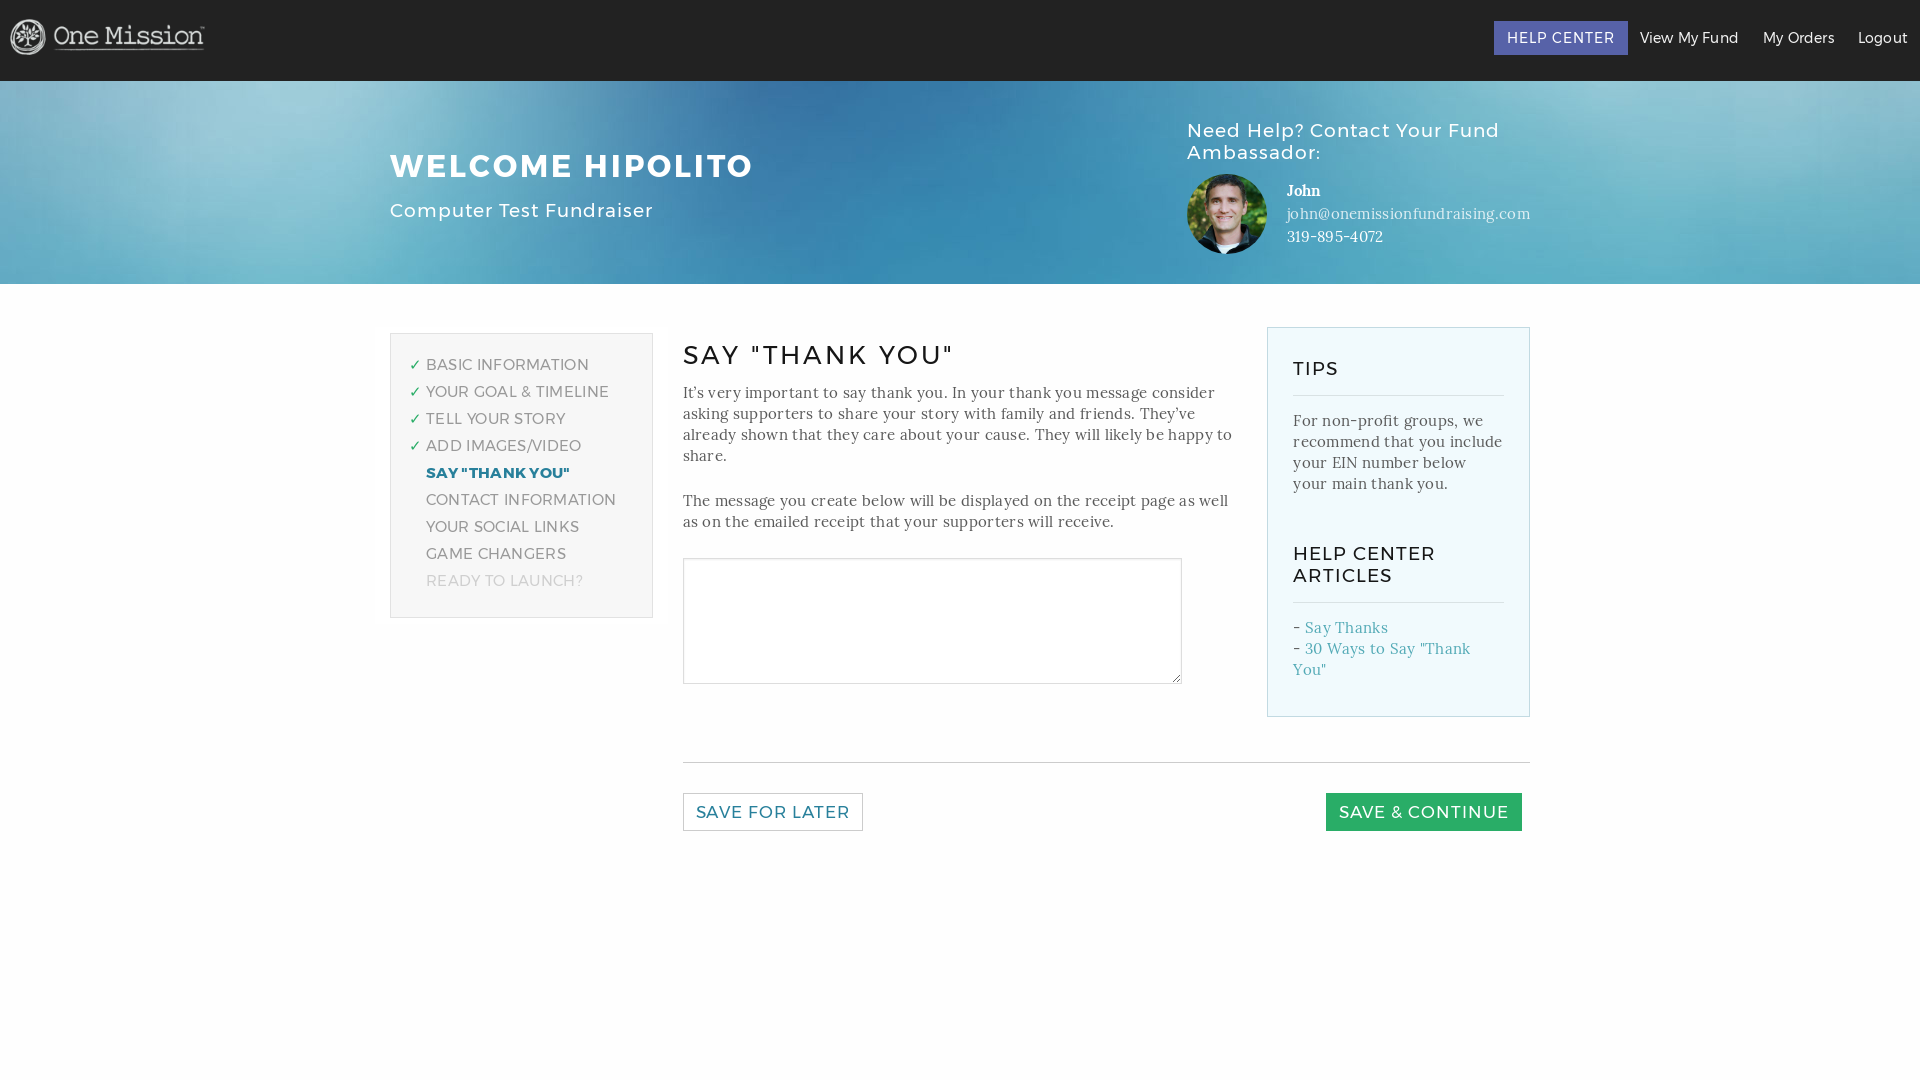 One Mission™
HELP CENTER
View My Fund
My Orders
Logout
WELCOME HIPOLITO
Computer Test Fundraiser
Need Help? Contact Your Fund
Ambassador:
John
john@onemissionfundraising.com
319-895-4072
✓ BASIC INFORMATION
✓ YOUR GOAL & TIMELINE
✓ TELL YOUR STORY
✓ ADD IMAGES/VIDEO
SAY "THANK YOU"
CONTACT INFORMATION
YOUR SOCIAL LINKS
GAME CHANGERS
READY TO LAUNCH?
SAY "THANK YOU"
It’s very important to say thank you. In your thank you message consider
asking supporters to share your story with family and friends. They’ve
already shown that they care about your cause. They will likely be happy to
share.
The message you create below will be displayed on the receipt page as well
as on the emailed receipt that your supporters will receive.
TIPS
For non-profit groups, we
recommend that you include
your EIN number below
your main thank you.
HELP CENTER
ARTICLES
- Say Thanks
- 30 Ways to Say "Thank
You"
SAVE FOR LATER
SAVE & CONTINUE